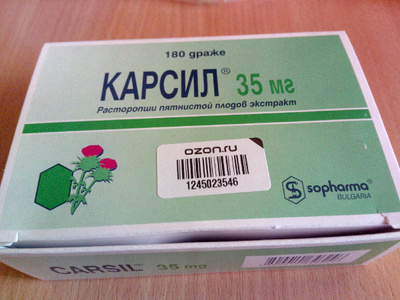 180 драже
КАРСИЛ® 35 мг
Расторопши пятнистой плодов экстракт
ozon.ru
1245023546
sopharma®
BULGARIA
CARSIL® 35 mg